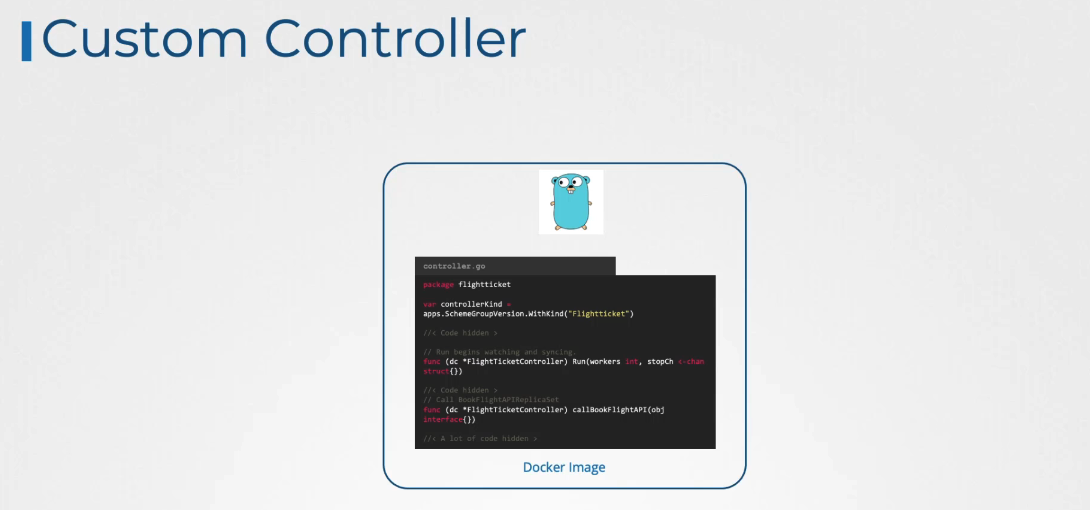 Custom Controller
controller.go
package flightticket
var controllerKind =
apps.SchemeGroupVersion.WithKind("Flightticket")
//< Code hidden >
// Run begins watching and syncing.
func (dc *FlightTicketController) Run(workers int, stopCh <-chan
struct{})
//< Code hidden >
// Call BookFlightAPIReplicaSet
func (dc *FlightTicketController) callBookFlightAPI(obj
interface{})
//< A lot of code hidden >
Docker Image